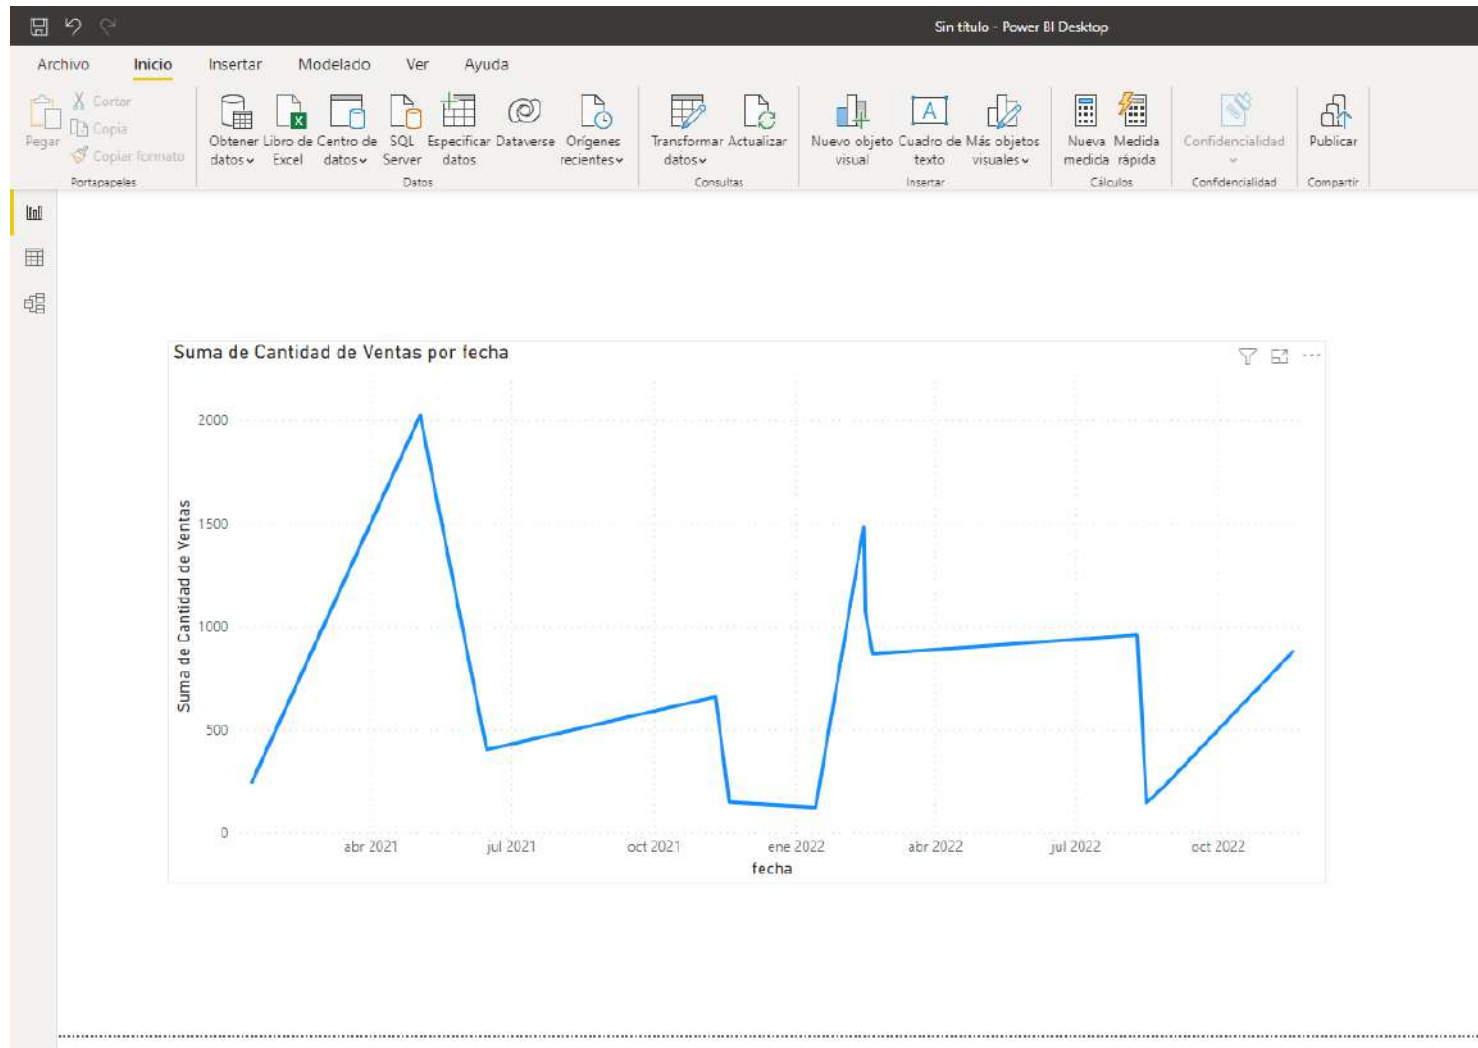 Sin título - Power BI Desktop
Archivo Inicio Insertar Modelado Ver Ayuda
Pegar
Cortar
Copia
Copiar formato
Portapapeles
Obtener datos
Libro de Excel
Centro de datos
SQL Server
Especificar datos
Dataverse
Orígenes recientes
Datos
Transformar datos
Actualizar
Consultas
Nuevo objeto visual
Cuadro de texto
Más objetos visuales
Insertar
Nueva medida
Medida rápida
Cálculos
Confidencialidad
Confidencialidad
Publicar
Compartir
Suma de Cantidad de Ventas por fecha
Suma de Cantidad de Ventas
2000
1500
1000
500
0
abr 2021 jul 2021 oct 2021 ene 2022 abr 2022 jul 2022 oct 2022
fecha